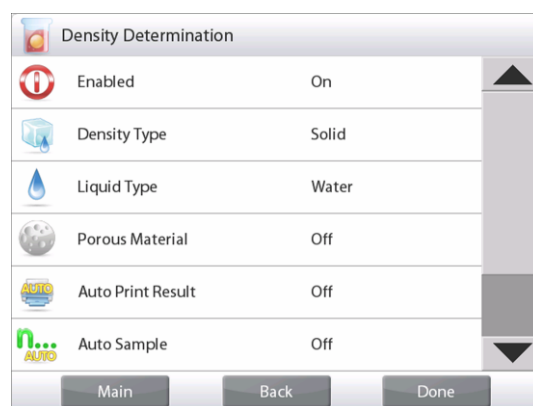 Density Determination
Enabled On
Density Type Solid
Liquid Type Water
Porous Material Off
AUTO
Auto Print Result Off
n...
AUTO
Auto Sample Off
Main Back Done